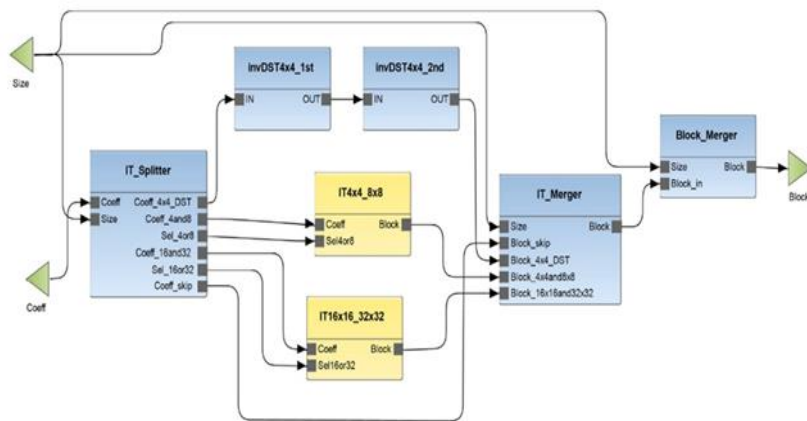 Size
Coeff
invDST4x4_1st
IN OUT
invDST4x4_2nd
IN OUT
IT_Splitter
Coeff Coeff_4x4_DST
Size Coeff_4and8
Sel_4or8
Coeff_16and32
Sel_16or32
Coeff_skip
IT4x4_8x8
Coeff Block
Sel4or8
IT16x16_32x32
Coeff Block
Sel16or32
IT_Merger
Size Block
Block_skip
Block_4x4_DST
Block_4x4and8x8
Block_16x16and32x32
Block_Merger
Size Block
Block_in
Block